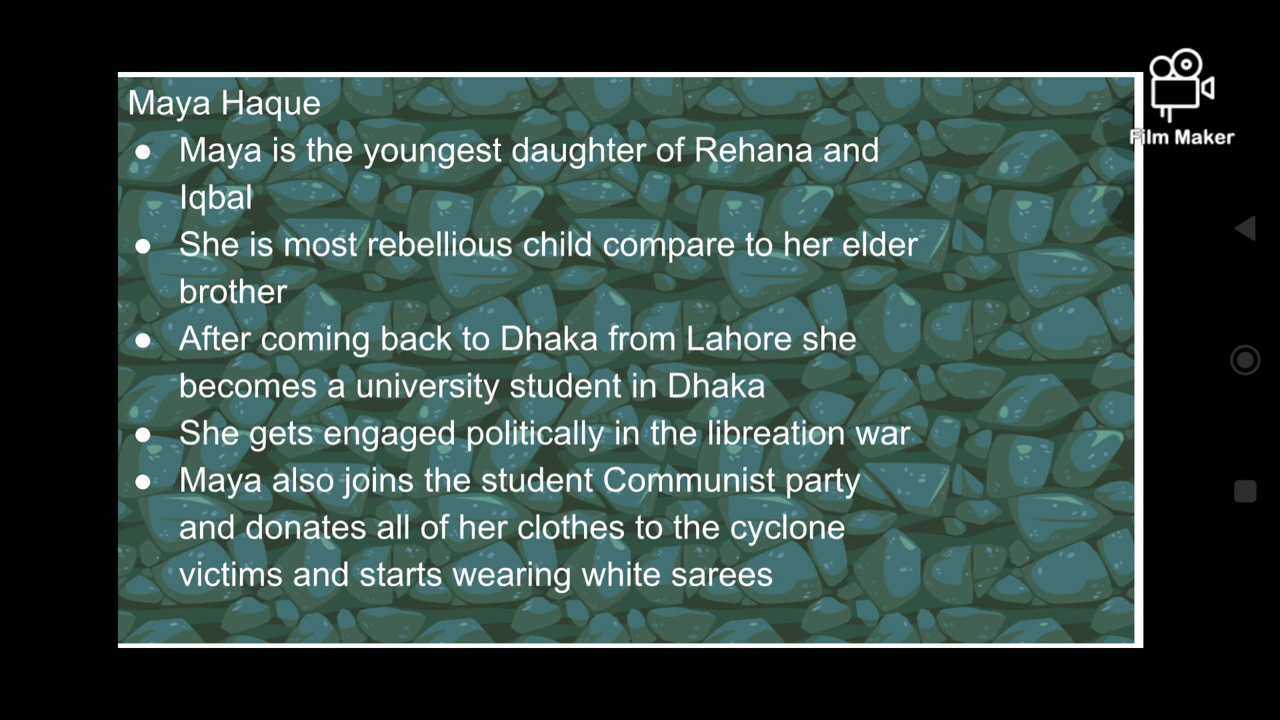 Maya Haque
● Maya is the youngest daughter of Rehana and
Iqbal
● She is most rebellious child compare to her elder
brother
● After coming back to Dhaka from Lahore she
becomes a university student in Dhaka
● She gets engaged politically in the libreation war
● Maya also joins the student Communist party
and donates all of her clothes to the cyclone
victims and starts wearing white sarees
Film Maker